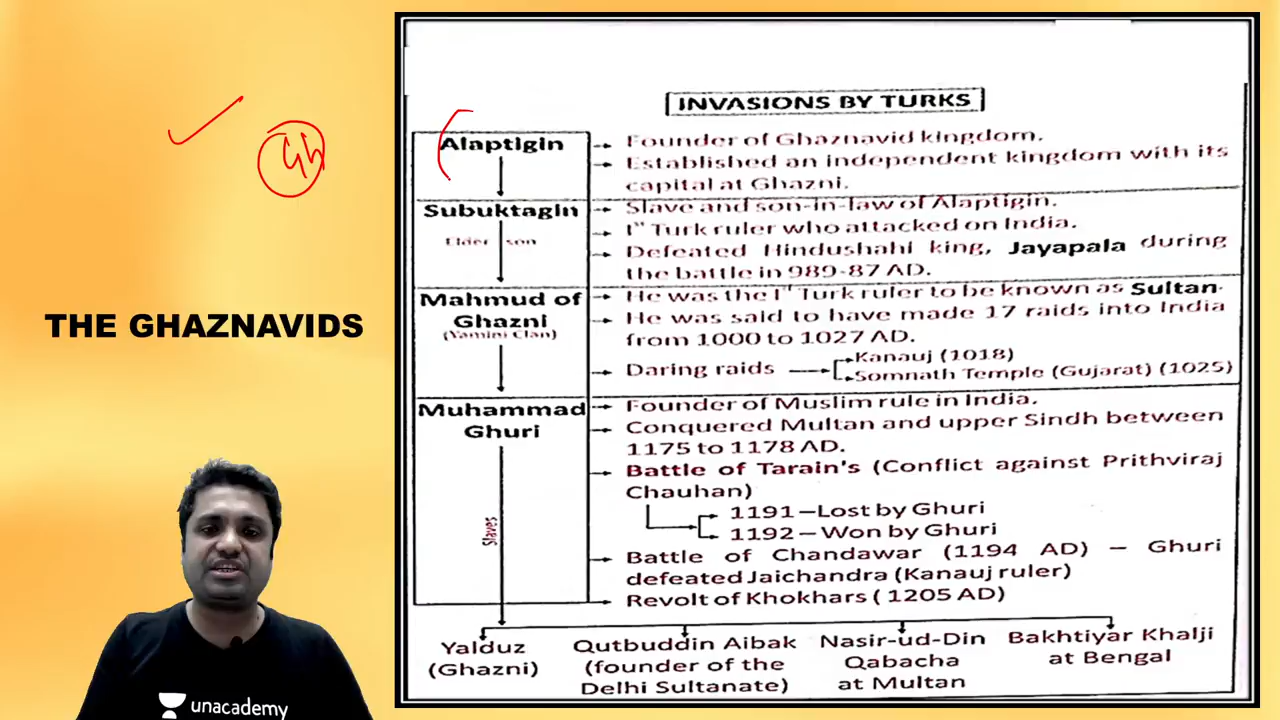 Gh
THE GHAZNAVIDS
unacademy
INVASIONS BY TURKS
Alaptigin
Founder of Ghaznavid kingdom.
Established an independent kingdom with its
capital at Ghazni.
Subuktagin
Elder son
Slave and son-in-law of Alaptigin.
Iˢᵗ Turk ruler who attacked on India.
Defeated Hindushahi king, Jayapala during
the battle in 989-87 AD.
Mahmud of
Ghazni
(Yamini Clan)
He was the Iˢᵗ Turk ruler to be known as Sultan.
He was said to have made 17 raids into India
from 1000 to 1027 AD.
Daring raids
Kanauj (1018)
Somnath Temple (Gujarat) (1025)
Muhammad
Ghuri
Slaves
Founder of Muslim rule in India.
Conquered Multan and upper Sindh between
1175 to 1178 AD.
Battle of Tarain's (Conflict against Prithviraj
Chauhan)
1191 – Lost by Ghuri
1192 – Won by Ghuri
Battle of Chandawar (1194 AD) – Ghuri
defeated Jaichandra (Kanauj ruler)
Revolt of Khokhars ( 1205 AD)
Yalduz
(Ghazni)
Qutbuddin Aibak
(founder of the
Delhi Sultanate)
Nasir-ud-Din
Qabacha
at Multan
Bakhtiyar Khalji
at Bengal